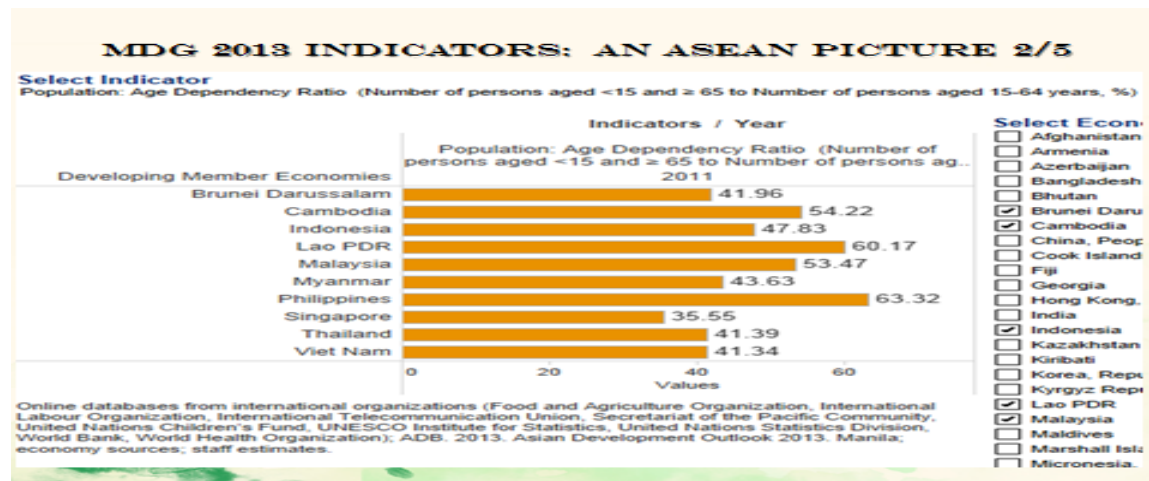 MDG 2013 INDICATORS: AN ASEAN PICTURE 2/5
Select Indicator
Population: Age Dependency Ratio (Number of persons aged <15 and ≥ 65 to Number of persons aged 15-64 years, %)
Indicators / Year
Population: Age Dependency Ratio (Number of
persons aged <15 and ≥ 65 to Number of persons ag..
Developing Member Economies
2011
Brunei Darussalam 41.96
Cambodia 54.22
Indonesia 47.83
Lao PDR 60.17
Malaysia 53.47
Myanmar 43.63
Philippines 63.32
Singapore 35.55
Thailand 41.39
Viet Nam 41.34
0 20 40 60
Values
Select Econ
Afghanistan
Armenia
Azerbaijan
Bangladesh
Bhutan
Brunei Daru
Cambodia
China, Peop
Cook Island
Fiji
Georgia
Hong Kong,
India
Indonesia
Kazakhstan
Kiribati
Korea, Repu
Kyrgyz Repu
Lao PDR
Malaysia
Maldives
Marshall Isla
Micronesia,
Online databases from international organizations (Food and Agriculture Organization, International
Labour Organization, International Telecommunication Union, Secretariat of the Pacific Community,
United Nations Children's Fund, UNESCO Institute for Statistics, United Nations Statistics Division,
World Bank, World Health Organization); ADB. 2013. Asian Development Outlook 2013. Manila;
economy sources; staff estimates.